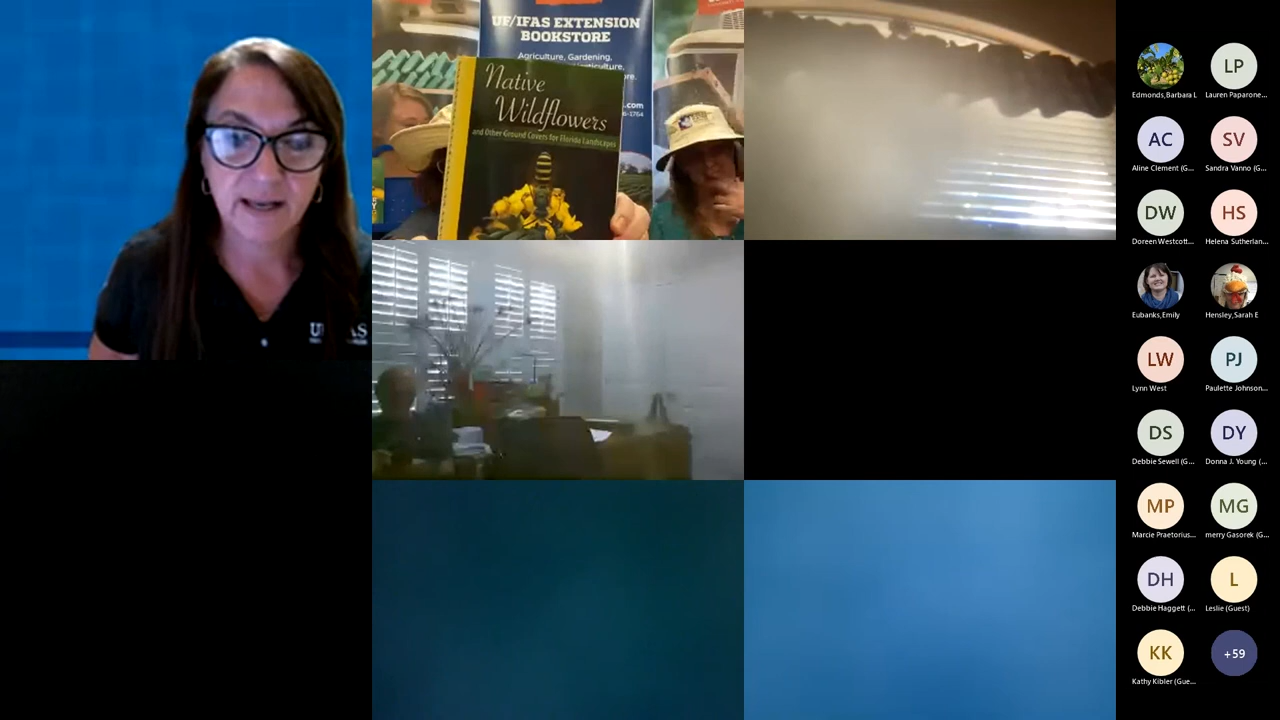 UF/IFAS EXTENSION
BOOKSTORE
Agriculture, Gardening,
Native
Wildflowers
and Other Ground Covers for Florida Landscapes
Edmonds,Barbara L
LP
Lauren Paparone...
AC
Aline Clement (G...
SV
Sandra Vanno (G...
DW
Doreen Westcott...
HS
Helena Sutherlan...
Eubanks,Emily
Hensley,Sarah E
LW
Lynn West
PJ
Paulette Johnson...
DS
Debbie Sewell (G...
DY
Donna J. Young (...
MP
Marcie Praetorius...
MG
merry Gasorek (G...
DH
Debbie Haggett (...
L
Leslie (Guest)
KK
Kathy Kibler (Gue...
+59